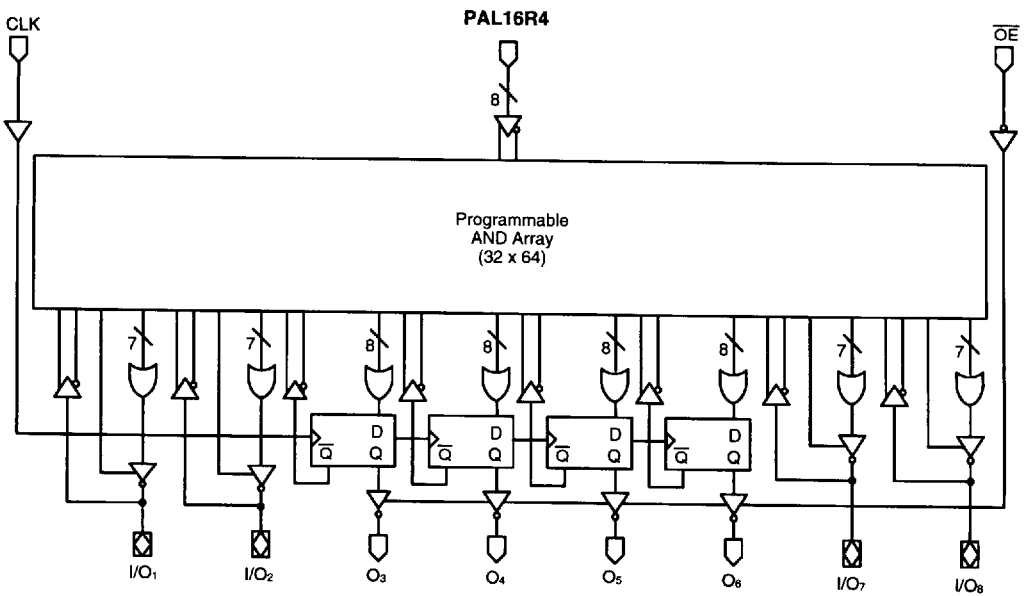 PAL16R4
CLK
OE
8
Programmable
AND Array
(32 x 64)
7
7
8
8
8
8
7
7
D
Q
Q
D
Q
Q
D
Q
Q
D
Q
Q
I/O1
I/O2
O3
O4
O5
O6
I/O7
I/O8